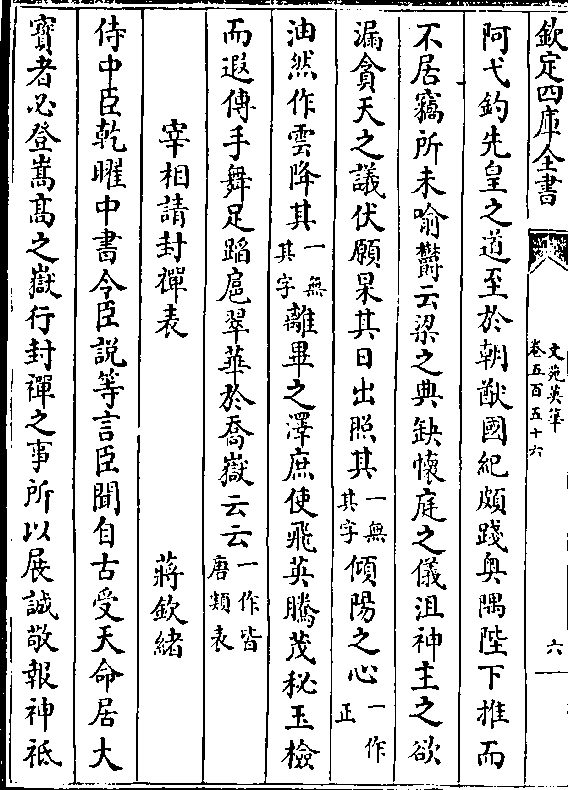 欽定四庫全書
文苑英華
卷五百五十六
六
阿弋鈞先皇之道至於朝猷國紀頗踐奥隅陛下推而
不居竊所未喻欝云梁之典缺懷庭之儀沮神主之欲
漏貪天之議伏願杲其日出照其一無其字傾陽之心一作正
油然作雲降其一無其字離畢之澤庶使飛英騰茂秘玉檢
而遐傳手舞足蹈扈翠華於喬嶽云云一作皆唐類表
宰相請封禪表
蔣欽緒
侍中臣乾曜中書令臣說等言臣聞自古受天命居大
寳者必登嵩高之嶽行封禪之事所以展誠敬報神祇